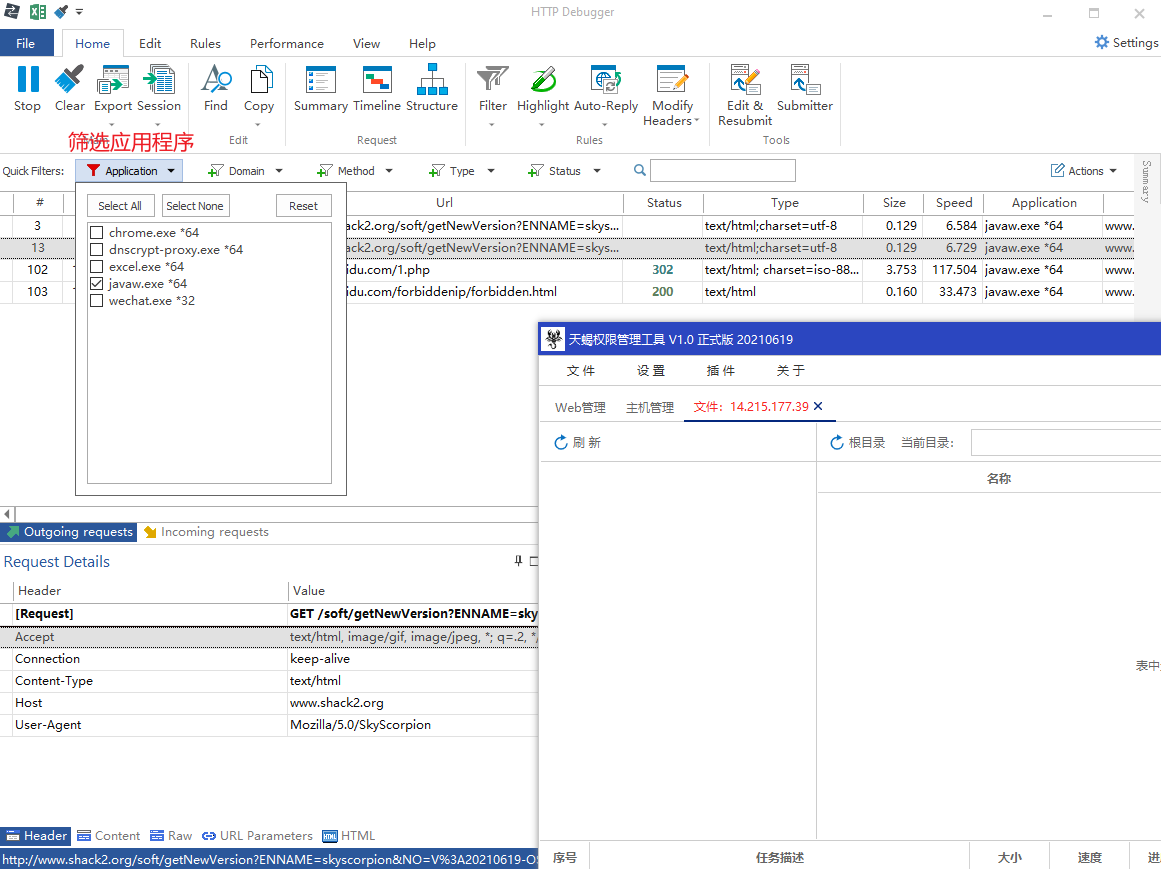 HTTP Debugger
File Home Edit Rules Performance View Help Settings
Stop Clear Export Session Find Copy Summary Timeline Structure Filter Highlight Auto-Reply Modify Headers Edit & Resubmit Submitter
筛选应用程序
Edit Request Rules Tools
Quick Filters: Application Domain Method Type Status Actions
Summary
Select All Select None Reset
# Url Status Type Size Speed Application
3 ack2.org/soft/getNewVersion?ENNAME=skys... text/html;charset=utf-8 0.129 6.584 javaw.exe *64 www.
13 ack2.org/soft/getNewVersion?ENNAME=skys... text/html;charset=utf-8 0.129 6.729 javaw.exe *64 www.
102 idu.com/1.php 302 text/html; charset=iso-88... 3.753 117.504 javaw.exe *64 www.
103 idu.com/forbiddenip/forbidden.html 200 text/html 0.160 33.473 javaw.exe *64 www.
chrome.exe *64
dnscrypt-proxy.exe *64
excel.exe *64
javaw.exe *64
wechat.exe *32
天蝎权限管理工具 V1.0 正式版 20210619
文件 设置 插件 关于
Web管理 主机管理 文件：14.215.177.39
刷新 根目录 当前目录：
名称
表中
序号 任务描述 大小 速度 进
Outgoing requests Incoming requests
Request Details
Header Value
[Request] GET /soft/getNewVersion?ENNAME=sky
Accept text/html, image/gif, image/jpeg, *; q=.2, *,
Connection keep-alive
Content-Type text/html
Host www.shack2.org
User-Agent Mozilla/5.0/SkyScorpion
Header Content Raw URL Parameters HTML
http://www.shack2.org/soft/getNewVersion?ENNAME=skyscorpion&NO=V%3A20210619-OS